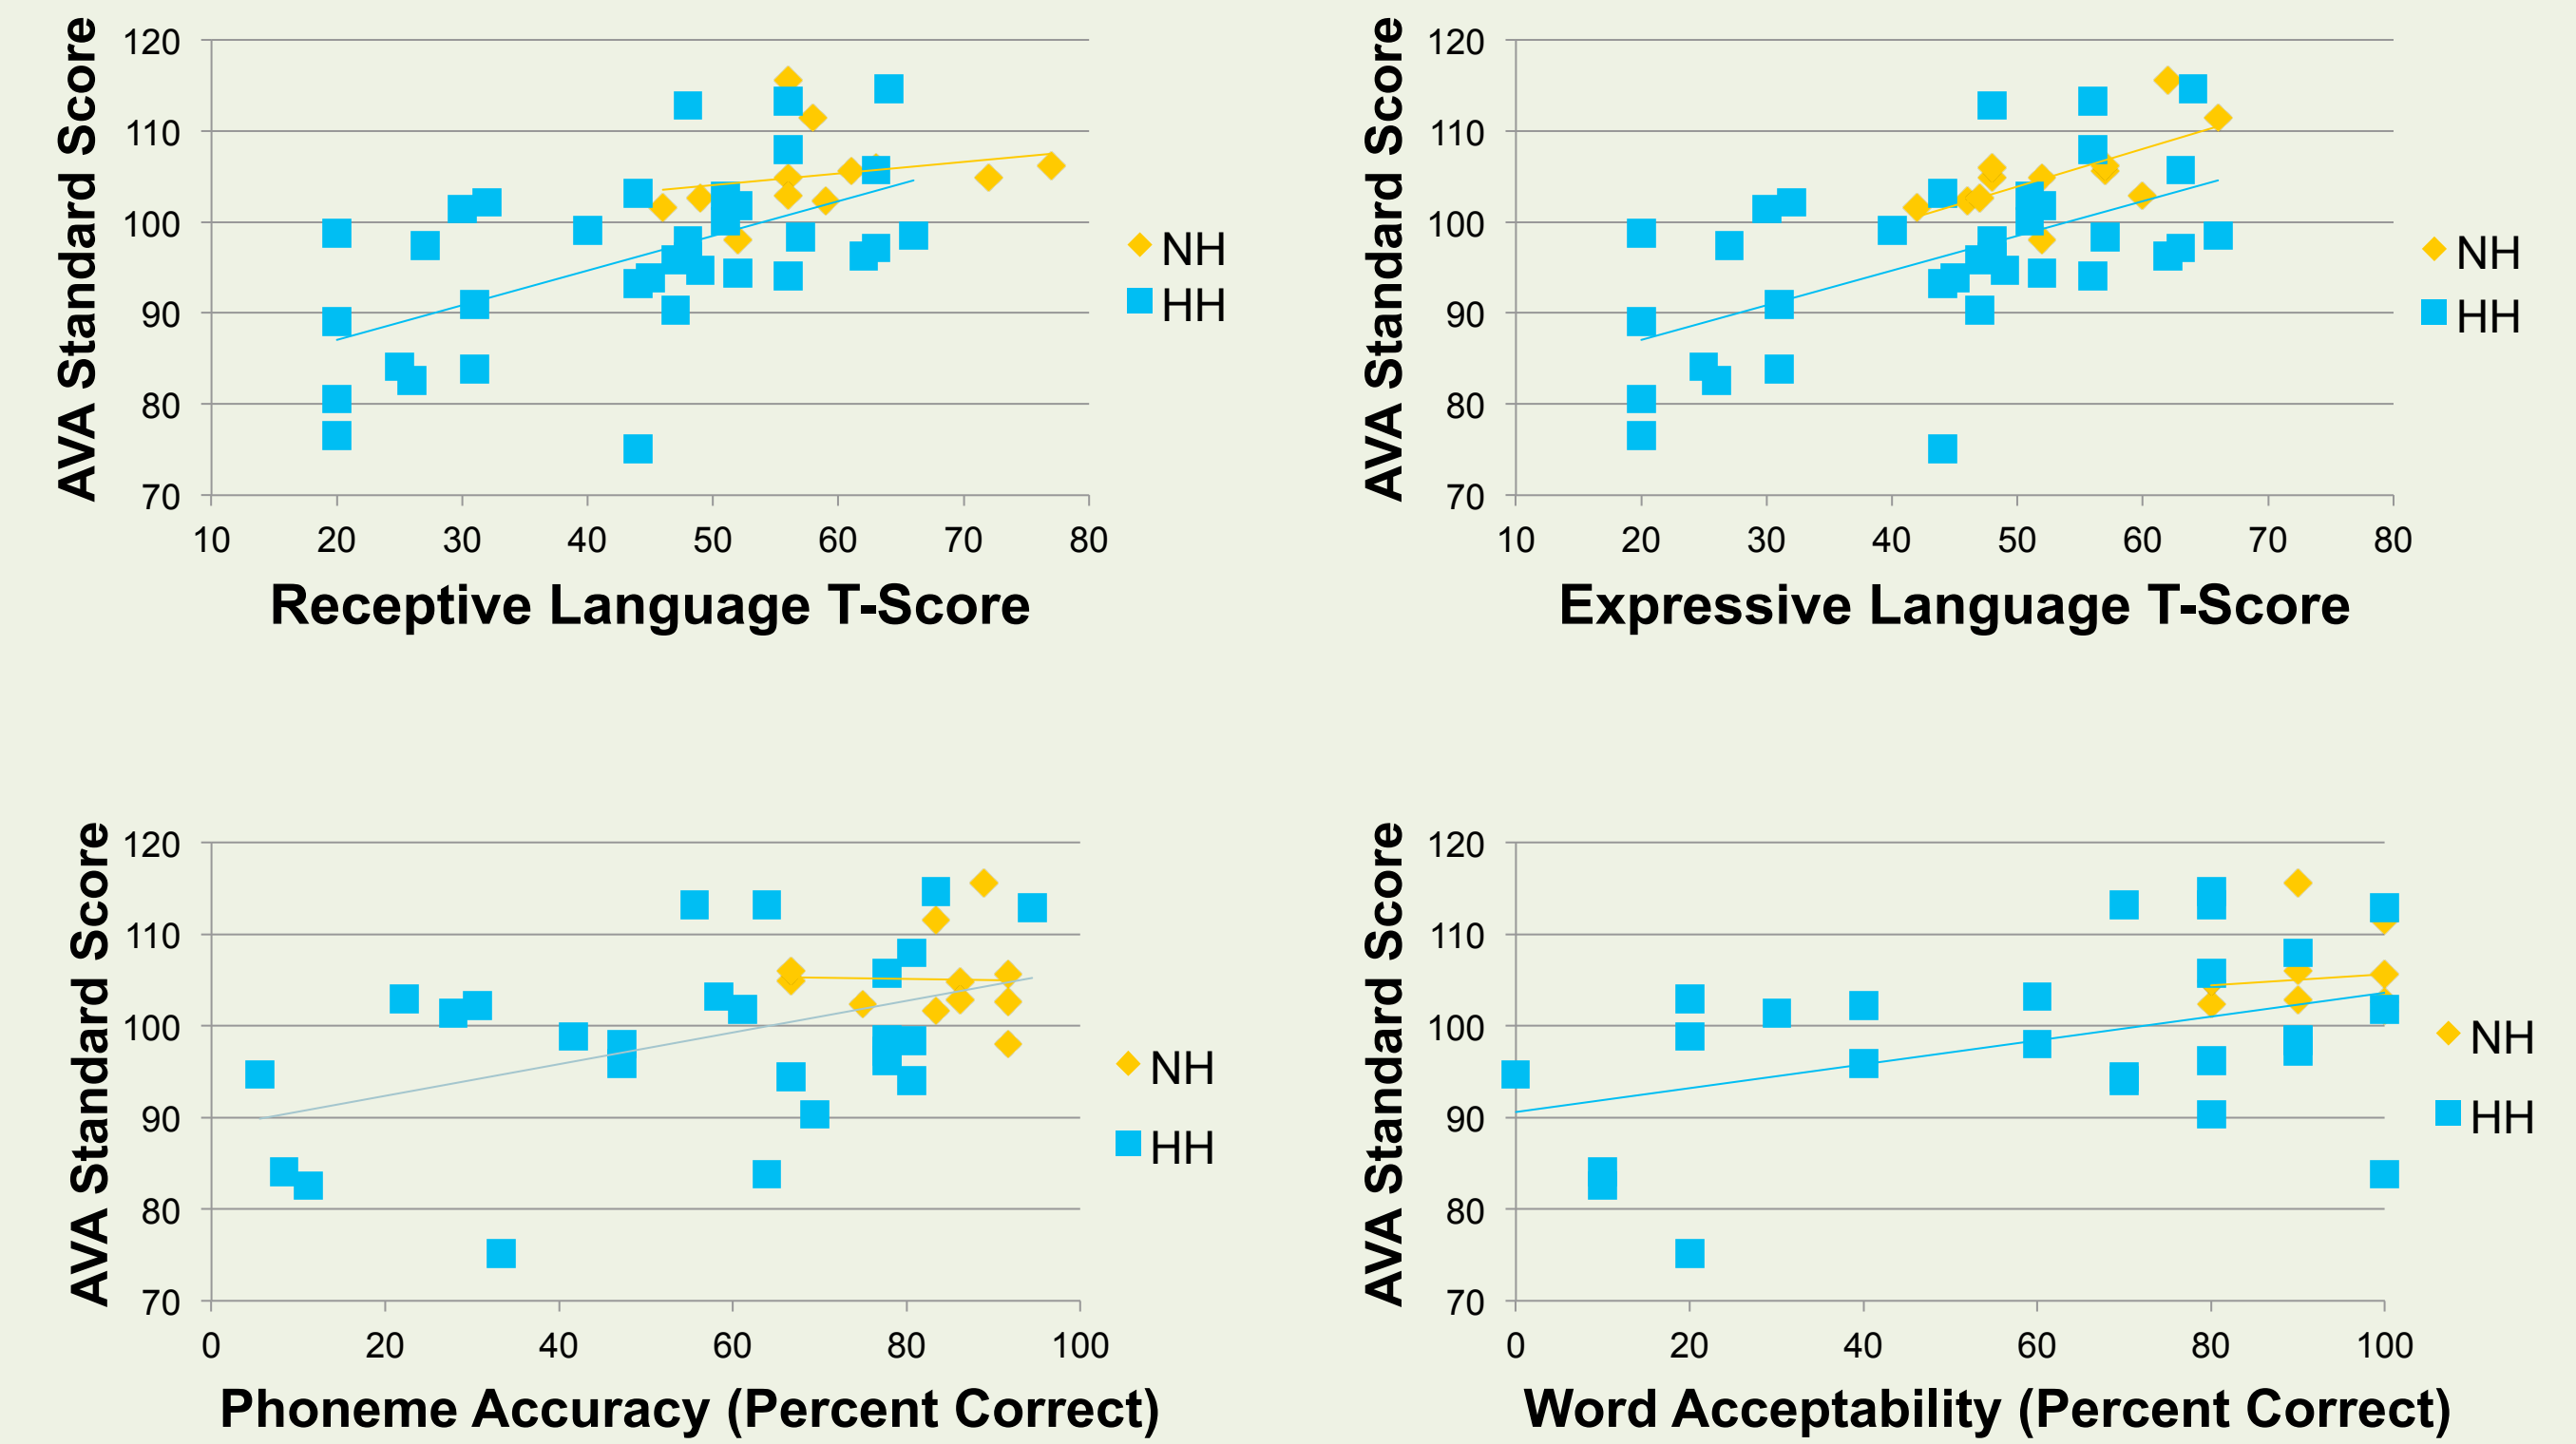 AVA Standard Score
120
110
100
90
80
70
10 20 30 40 50 60 70 80
Receptive Language T-Score
NH
HH
AVA Standard Score
120
110
100
90
80
70
10 20 30 40 50 60 70 80
Expressive Language T-Score
NH
HH
AVA Standard Score
120
110
100
90
80
70
0 20 40 60 80 100
Phoneme Accuracy (Percent Correct)
NH
HH
AVA Standard Score
120
110
100
90
80
70
0 20 40 60 80 100
Word Acceptability (Percent Correct)
NH
HH